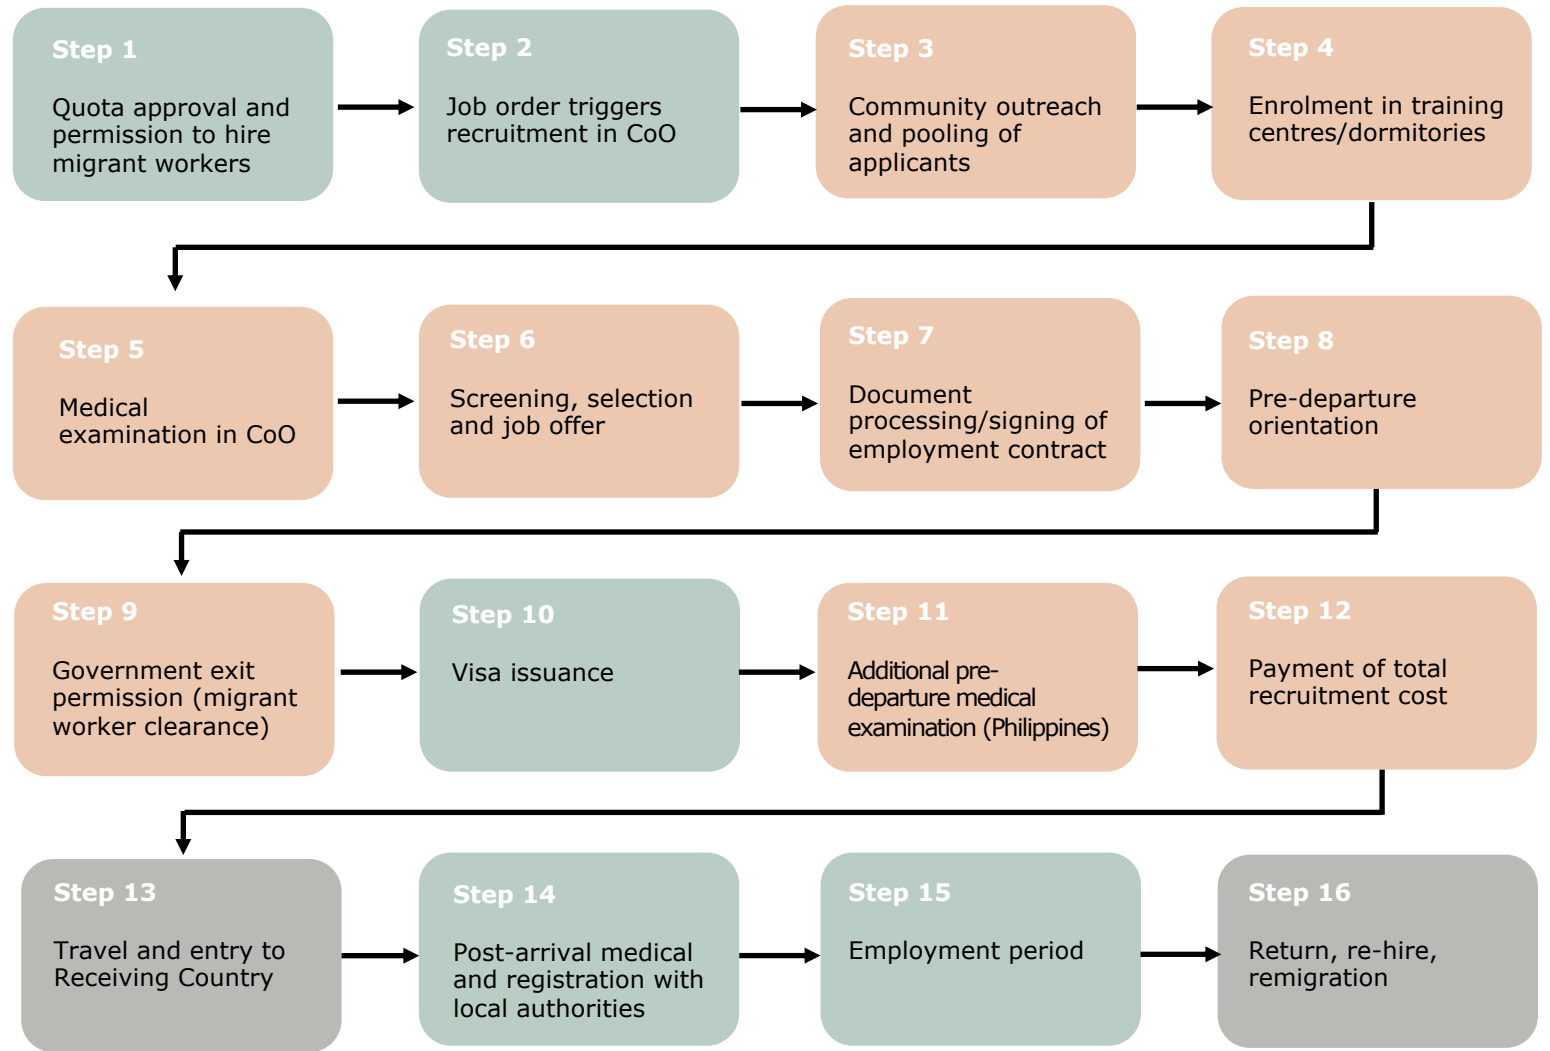 Step 1
Quota approval and
permission to hire
migrant workers
Step 2
Job order triggers
recruitment in CoO
Step 3
Community outreach
and pooling of
applicants
Step 4
Enrolment in training
centres/dormitories
Step 5
Medical
examination in CoO
Step 6
Screening, selection
and job offer
Step 7
Document
processing/signing of
employment contract
Step 8
Pre-departure
orientation
Step 9
Government exit
permission (migrant
worker clearance)
Step 10
Visa issuance
Step 11
Additional pre-
departure medical
examination (Philippines)
Step 12
Payment of total
recruitment cost
Step 13
Travel and entry to
Receiving Country
Step 14
Post-arrival medical
and registration with
local authorities
Step 15
Employment period
Step 16
Return, re-hire,
remigration